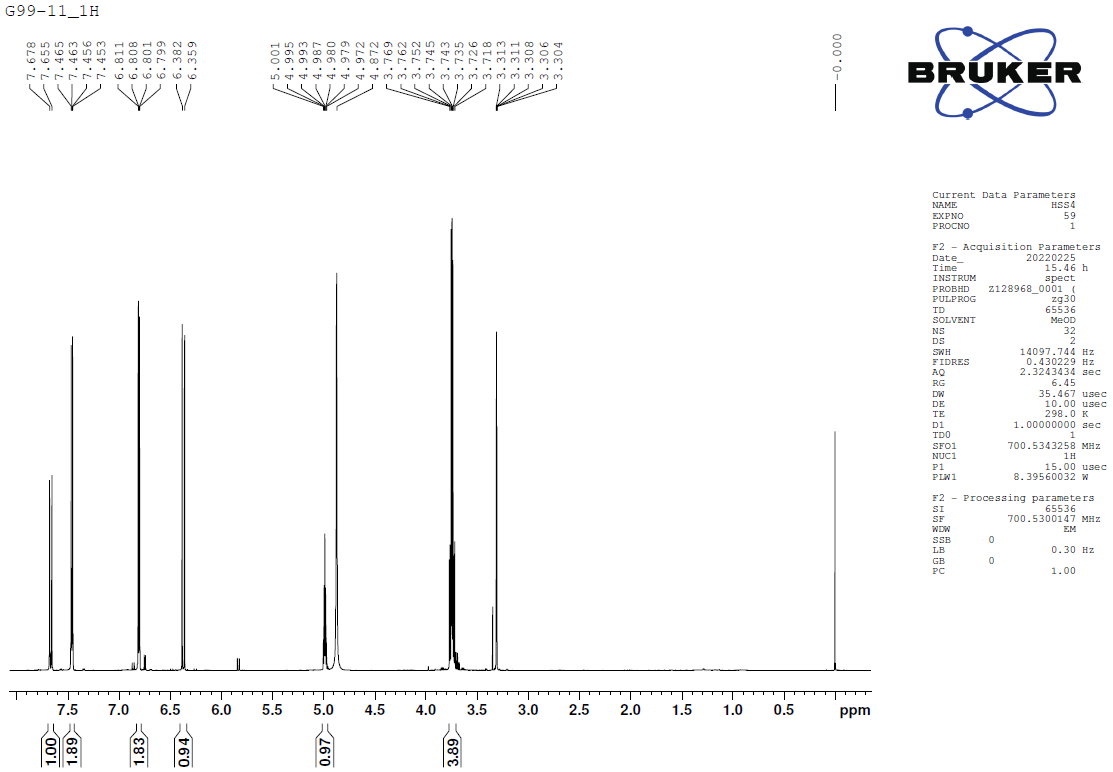 G99-11_1H
7.678
7.655
7.465
7.463
7.456
7.453
6.811
6.808
6.801
6.799
6.382
6.359
5.001
4.995
4.993
4.987
4.980
4.979
4.972
4.872
3.769
3.762
3.752
3.745
3.743
3.735
3.726
3.718
3.313
3.311
3.308
3.306
3.304
-0.000
BRUKER
Current Data Parameters
NAME HSS4
EXPNO 59
PROCNO 1
F2 - Acquisition Parameters
Date_ 20220225
Time 15.46 h
INSTRUM spect
PROBHD Z128968_0001 (
PULPROG zg30
TD 65536
SOLVENT MeOD
NS 32
DS 2
SWH 14097.744 Hz
FIDRES 0.430229 Hz
AQ 2.3243434 sec
RG 6.45
DW 35.467 usec
DE 10.00 usec
TE 298.0 K
D1 1.00000000 sec
TD0 1
SFO1 700.5343258 MHz
NUC1 1H
P1 15.00 usec
PLW1 8.39560032 W
F2 - Processing parameters
SI 65536
SF 700.5300147 MHz
WDW EM
SSB 0
LB 0.30 Hz
GB 0
PC 1.00
7.5 7.0 6.5 6.0 5.5 5.0 4.5 4.0 3.5 3.0 2.5 2.0 1.5 1.0 0.5 ppm
1.00
1.89
1.83
0.94
0.97
3.89